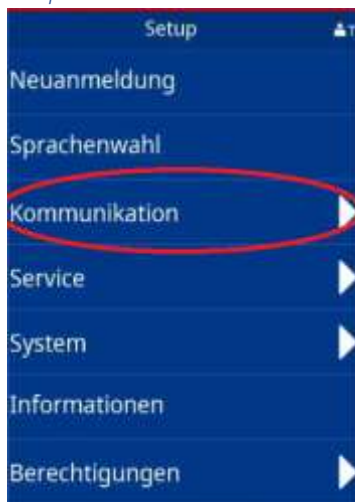 Setup
Neuanmeldung
Sprachenwahl
Kommunikation
Service
System
Informationen
Berechtigungen